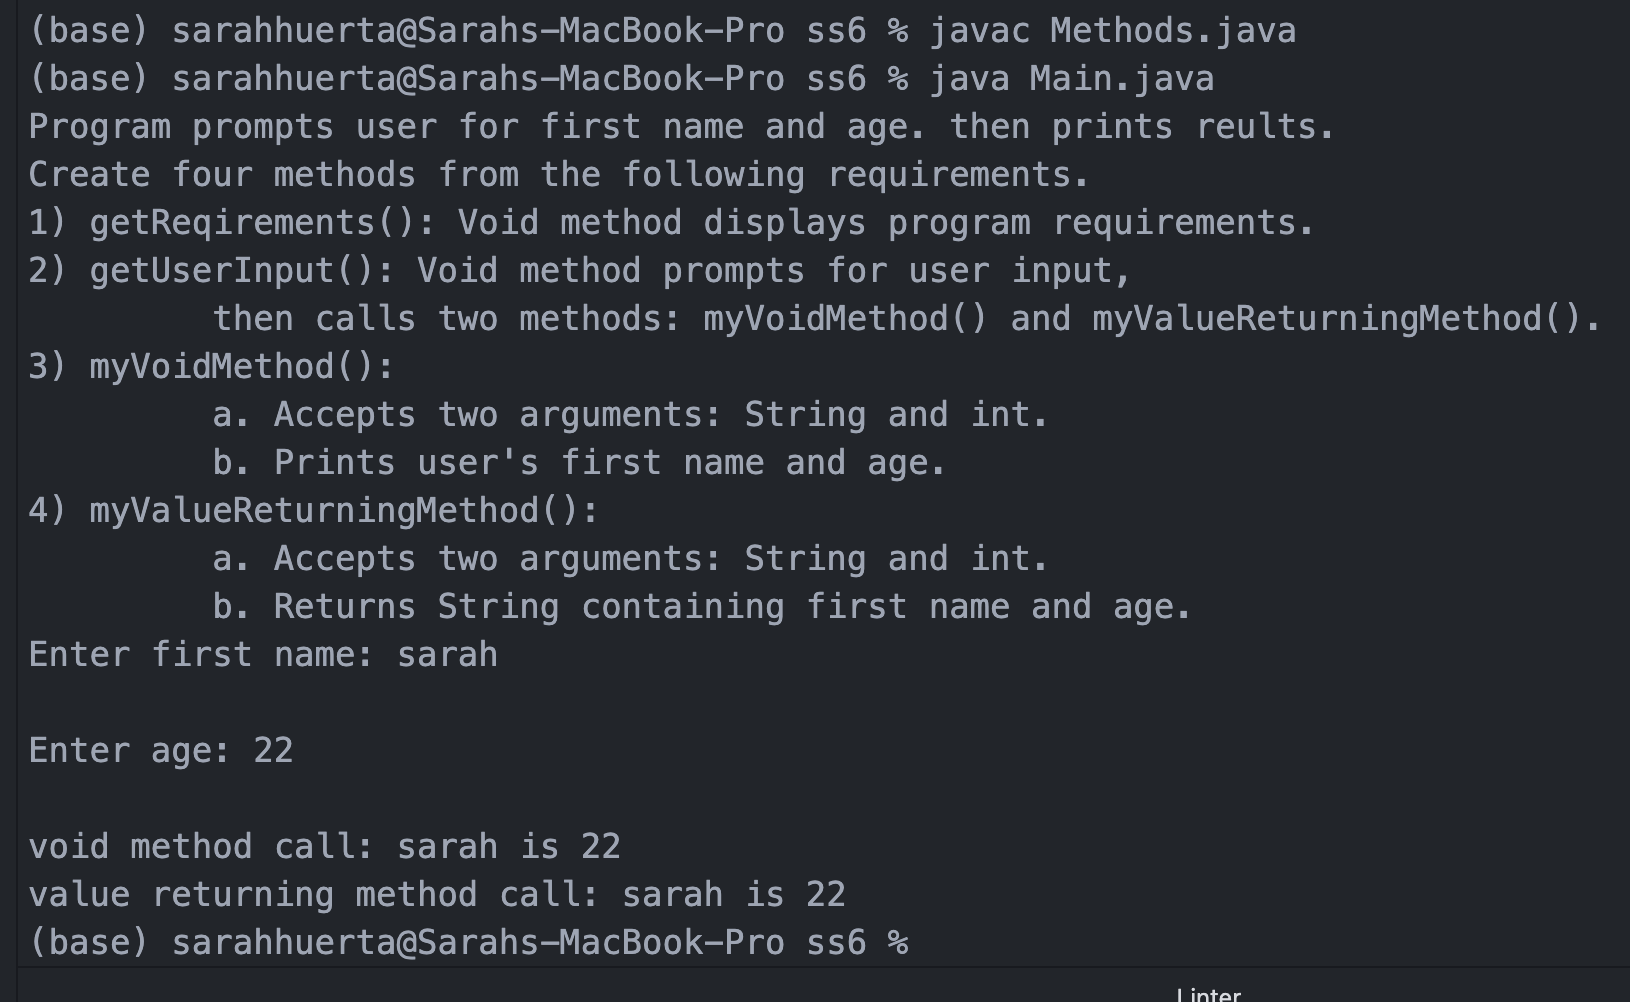 (base) sarahhuerta@Sarahs-MacBook-Pro ss6 % javac Methods.java
(base) sarahhuerta@Sarahs-MacBook-Pro ss6 % java Main.java
Program prompts user for first name and age. then prints reults.
Create four methods from the following requirements.
1) getReqirements(): Void method displays program requirements.
2) getUserInput(): Void method prompts for user input,
then calls two methods: myVoidMethod() and myValueReturningMethod().
3) myVoidMethod():
a. Accepts two arguments: String and int.
b. Prints user's first name and age.
4) myValueReturningMethod():
a. Accepts two arguments: String and int.
b. Returns String containing first name and age.
Enter first name: sarah
Enter age: 22
void method call: sarah is 22
value returning method call: sarah is 22
(base) sarahhuerta@Sarahs-MacBook-Pro ss6 %
Linter